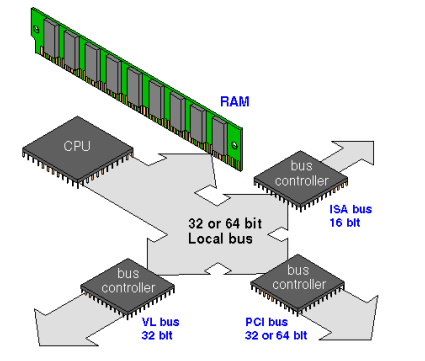 RAM
CPU
bus
controller
ISA bus
16 bit
32 or 64 bit
Local bus
bus
controller
VL bus
32 bit
bus
controller
PCI bus
32 or 64 bit